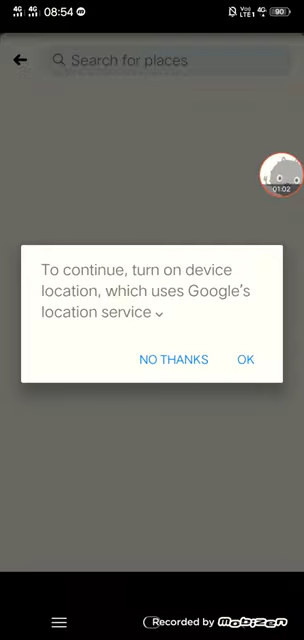 4G 4G 08:54 VoO LTE1 4G 90
Search for places
01:02
To continue, turn on device
location, which uses Google's
location service
NO THANKS OK
Recorded by MOBIZEN